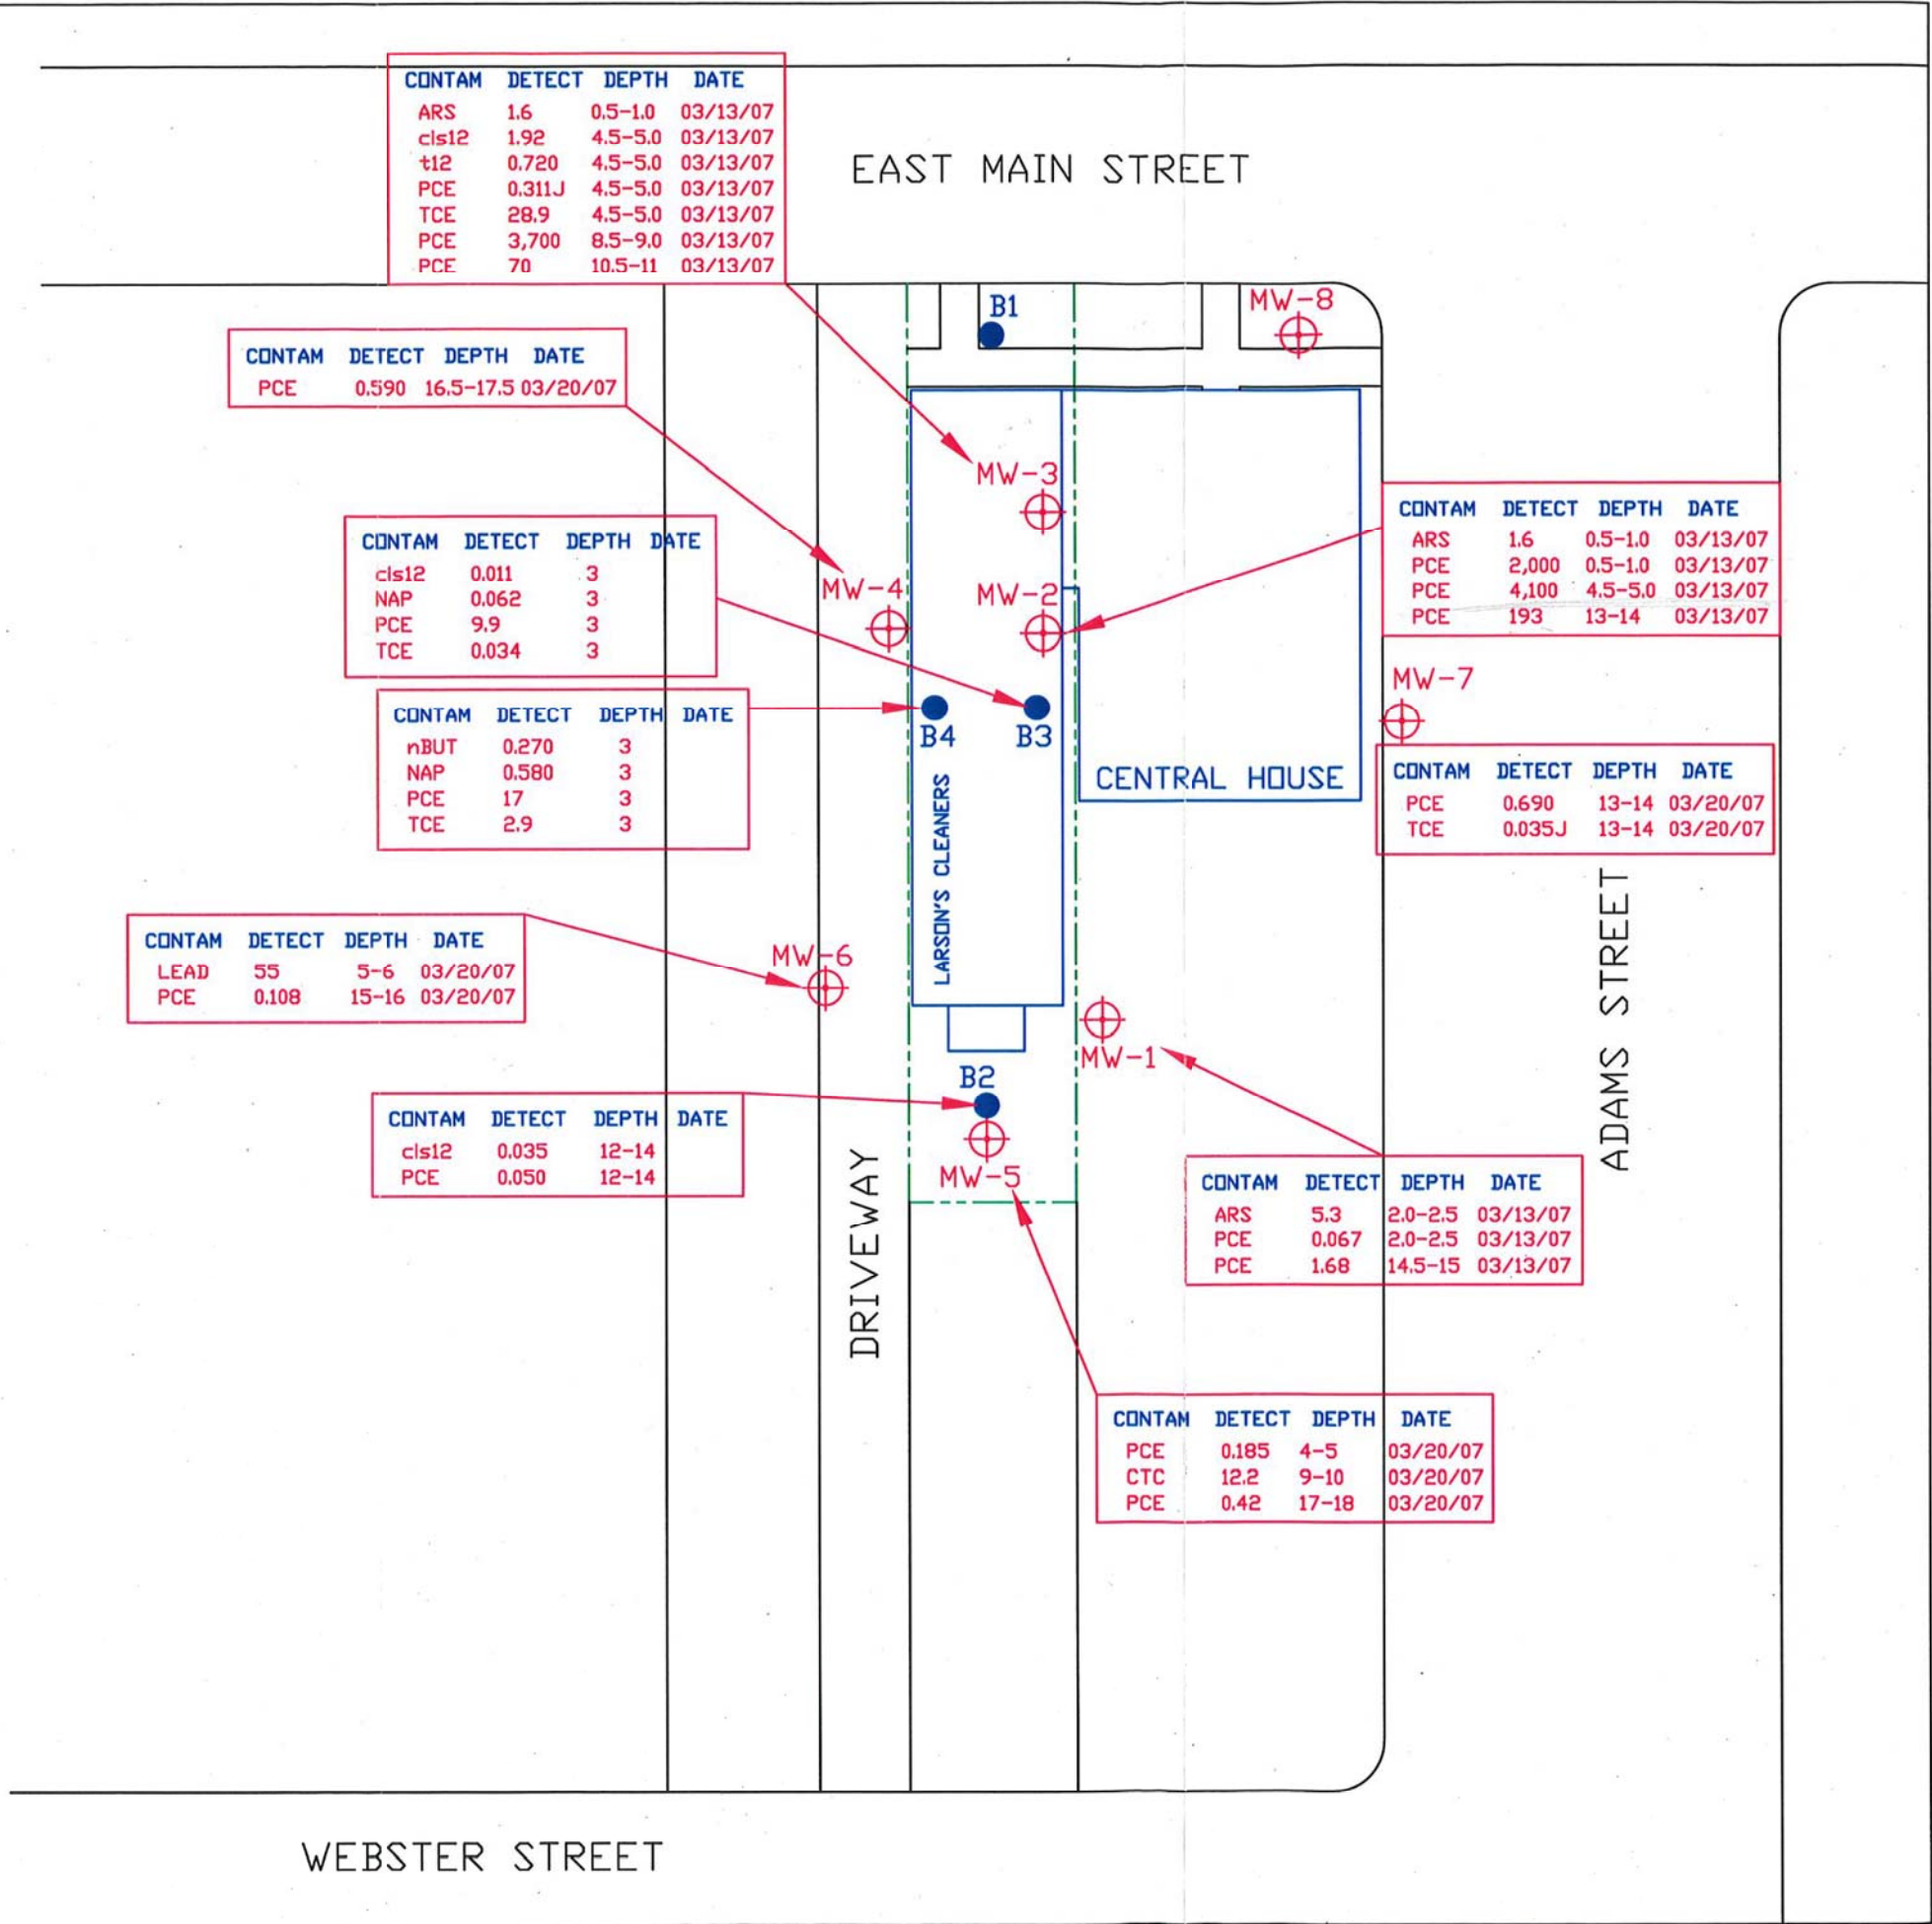 CONTAM DETECT DEPTH DATE
ARS 1.6 0.5-1.0 03/13/07
cis12 1.92 4.5-5.0 03/13/07
t12 0.720 4.5-5.0 03/13/07
PCE 0.311J 4.5-5.0 03/13/07
TCE 28.9 4.5-5.0 03/13/07
PCE 3,700 8.5-9.0 03/13/07
PCE 70 10.5-11 03/13/07
EAST MAIN STREET
B1
MW-8
CONTAM DETECT DEPTH DATE
PCE 0.590 16.5-17.5 03/20/07
MW-3
CONTAM DETECT DEPTH DATE
ARS 1.6 0.5-1.0 03/13/07
PCE 2,000 0.5-1.0 03/13/07
PCE 4,100 4.5-5.0 03/13/07
PCE 193 13-14 03/13/07
CONTAM DETECT DEPTH DATE
cis12 0.011 3
NAP 0.062 3
PCE 9.9 3
TCE 0.034 3
MW-4
MW-2
MW-7
CONTAM DETECT DEPTH DATE
nBUT 0.270 3
NAP 0.580 3
PCE 17 3
TCE 2.9 3
B4
B3
CENTRAL HOUSE
CONTAM DETECT DEPTH DATE
PCE 0.690 13-14 03/20/07
TCE 0.035J 13-14 03/20/07
LARSON'S CLEANERS
ADAMS STREET
CONTAM DETECT DEPTH DATE
LEAD 55 5-6 03/20/07
PCE 0.108 15-16 03/20/07
MW-6
MW-1
B2
CONTAM DETECT DEPTH DATE
cis12 0.035 12-14
PCE 0.050 12-14
MW-5
DRIVEWAY
CONTAM DETECT DEPTH DATE
ARS 5.3 2.0-2.5 03/13/07
PCE 0.067 2.0-2.5 03/13/07
PCE 1.68 14.5-15 03/13/07
CONTAM DETECT DEPTH DATE
PCE 0.185 4-5 03/20/07
CTC 12.2 9-10 03/20/07
PCE 0.42 17-18 03/20/07
WEBSTER STREET